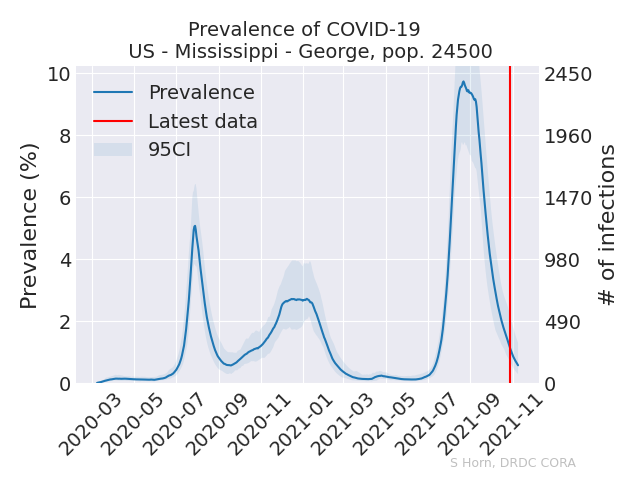 Prevalence of COVID-19
US - Mississippi - George, pop. 24500
Prevalence (%)
10
8
6
4
2
0
Prevalence
Latest data
95CI
2450
1960
1470
980
490
0
# of infections
2020-03
2020-05
2020-07
2020-09
2020-11
2021-01
2021-03
2021-05
2021-07
2021-09
2021-11
S Horn, DRDC CORA